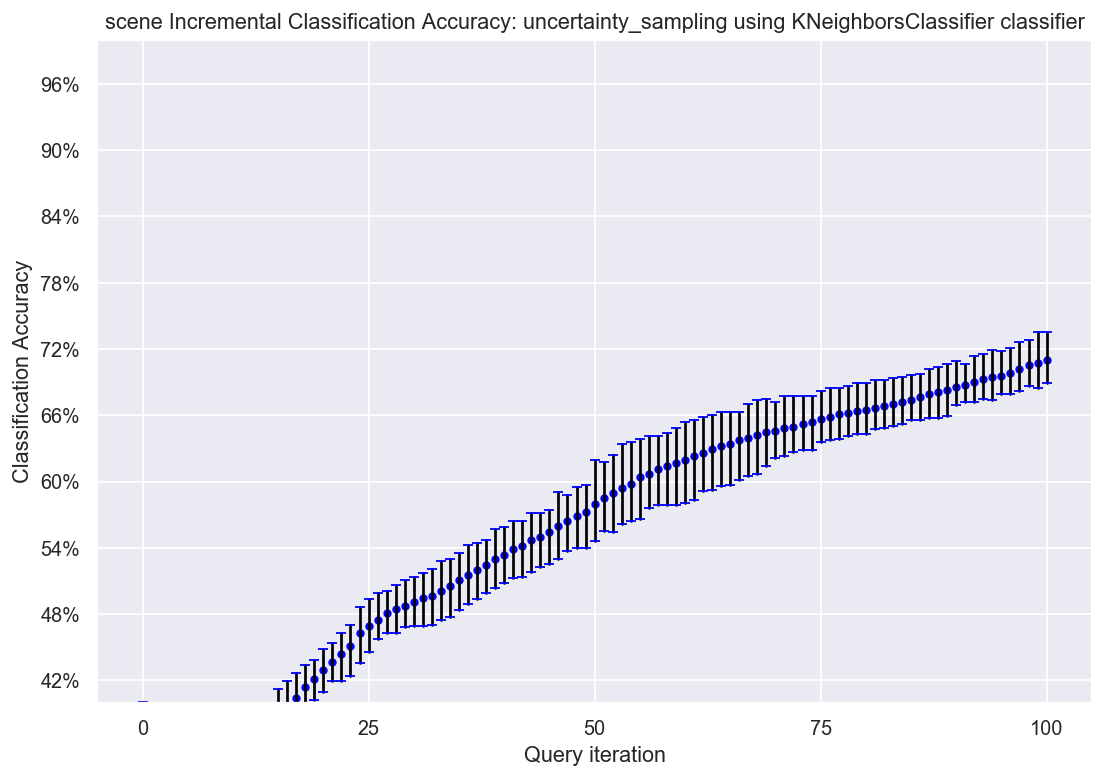 scene Incremental Classification Accuracy: uncertainty_sampling using KNeighborsClassifier classifier
96%
90%
84%
78%
72%
66%
60%
54%
48%
42%
Classification Accuracy
0 25 50 75 100
Query iteration